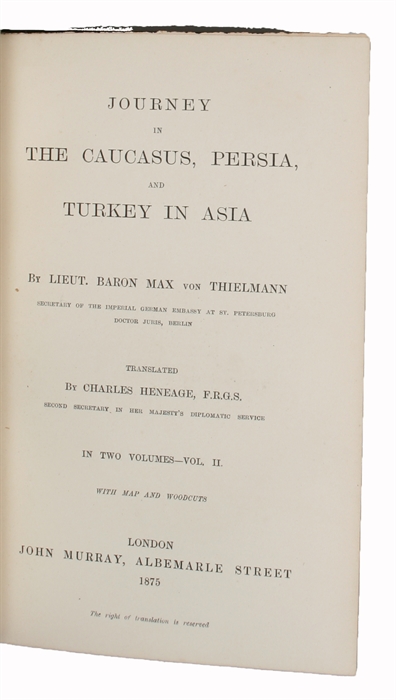 JOURNEY
IN
THE CAUCASUS, PERSIA,
AND
TURKEY IN ASIA
BY LIEUT. BARON MAX VON THIELMANN
SECRETARY OF THE IMPERIAL GERMAN EMBASSY AT ST. PETERSBURG
DOCTOR JURIS, BERLIN
TRANSLATED
BY CHARLES HENEAGE, F.R.G.S.
SECOND SECRETARY IN HER MAJESTY'S DIPLOMATIC SERVICE
IN TWO VOLUMES—VOL. II.
WITH MAP AND WOODCUTS
LONDON
JOHN MURRAY, ALBEMARLE STREET
1875
The right of translation is reserved